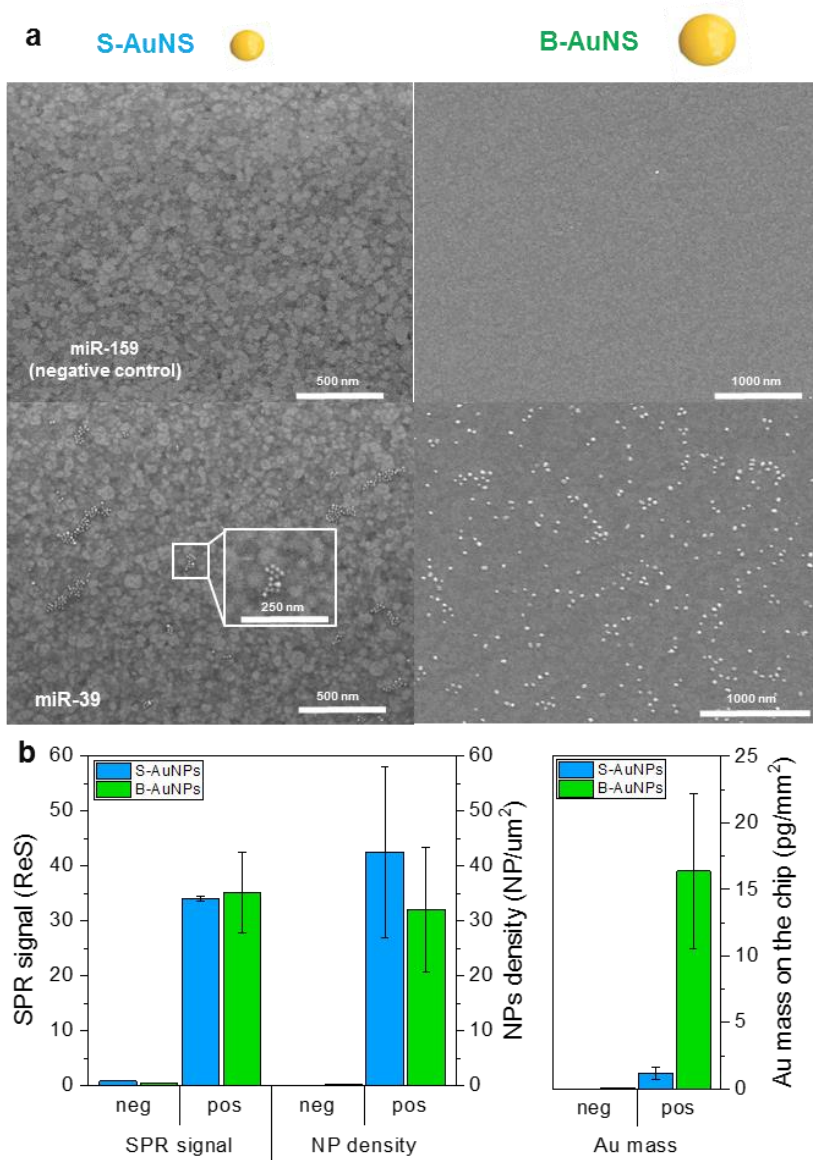 a
S-AuNS
B-AuNS
miR-159
(negative control)
500 nm
1000 nm
250 nm
miR-39
500 nm
1000 nm
b
60
50
40
30
20
10
0
SPR signal (ReS)
S-AuNPs
B-AuNPs
60
50
40
30
20
10
0
NPs density (NP/um²)
neg
pos
neg
pos
SPR signal
NP density
S-AuNPs
B-AuNPs
25
20
15
10
5
0
Au mass on the chip (pg/mm²)
neg
pos
Au mass